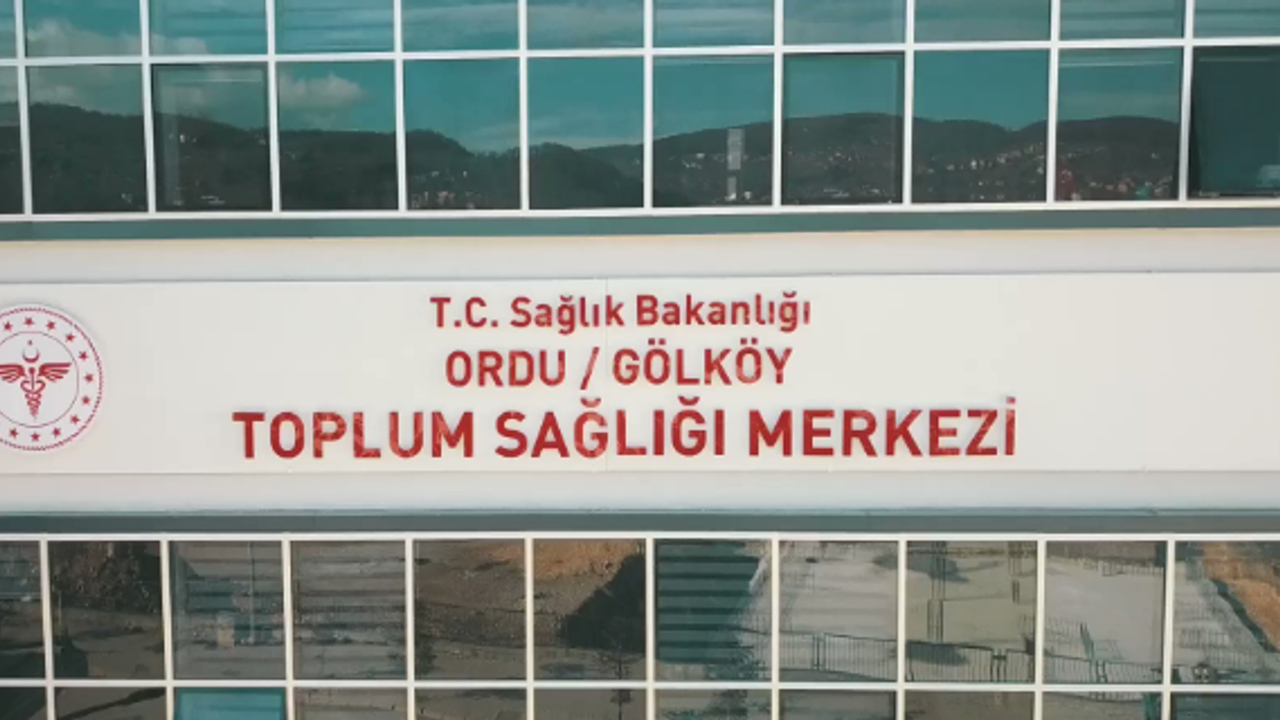 T.C. Sağlık Bakanlığı
ORDU / GÖLKÖY
TOPLUM SAĞLIĞI MERKEZİ